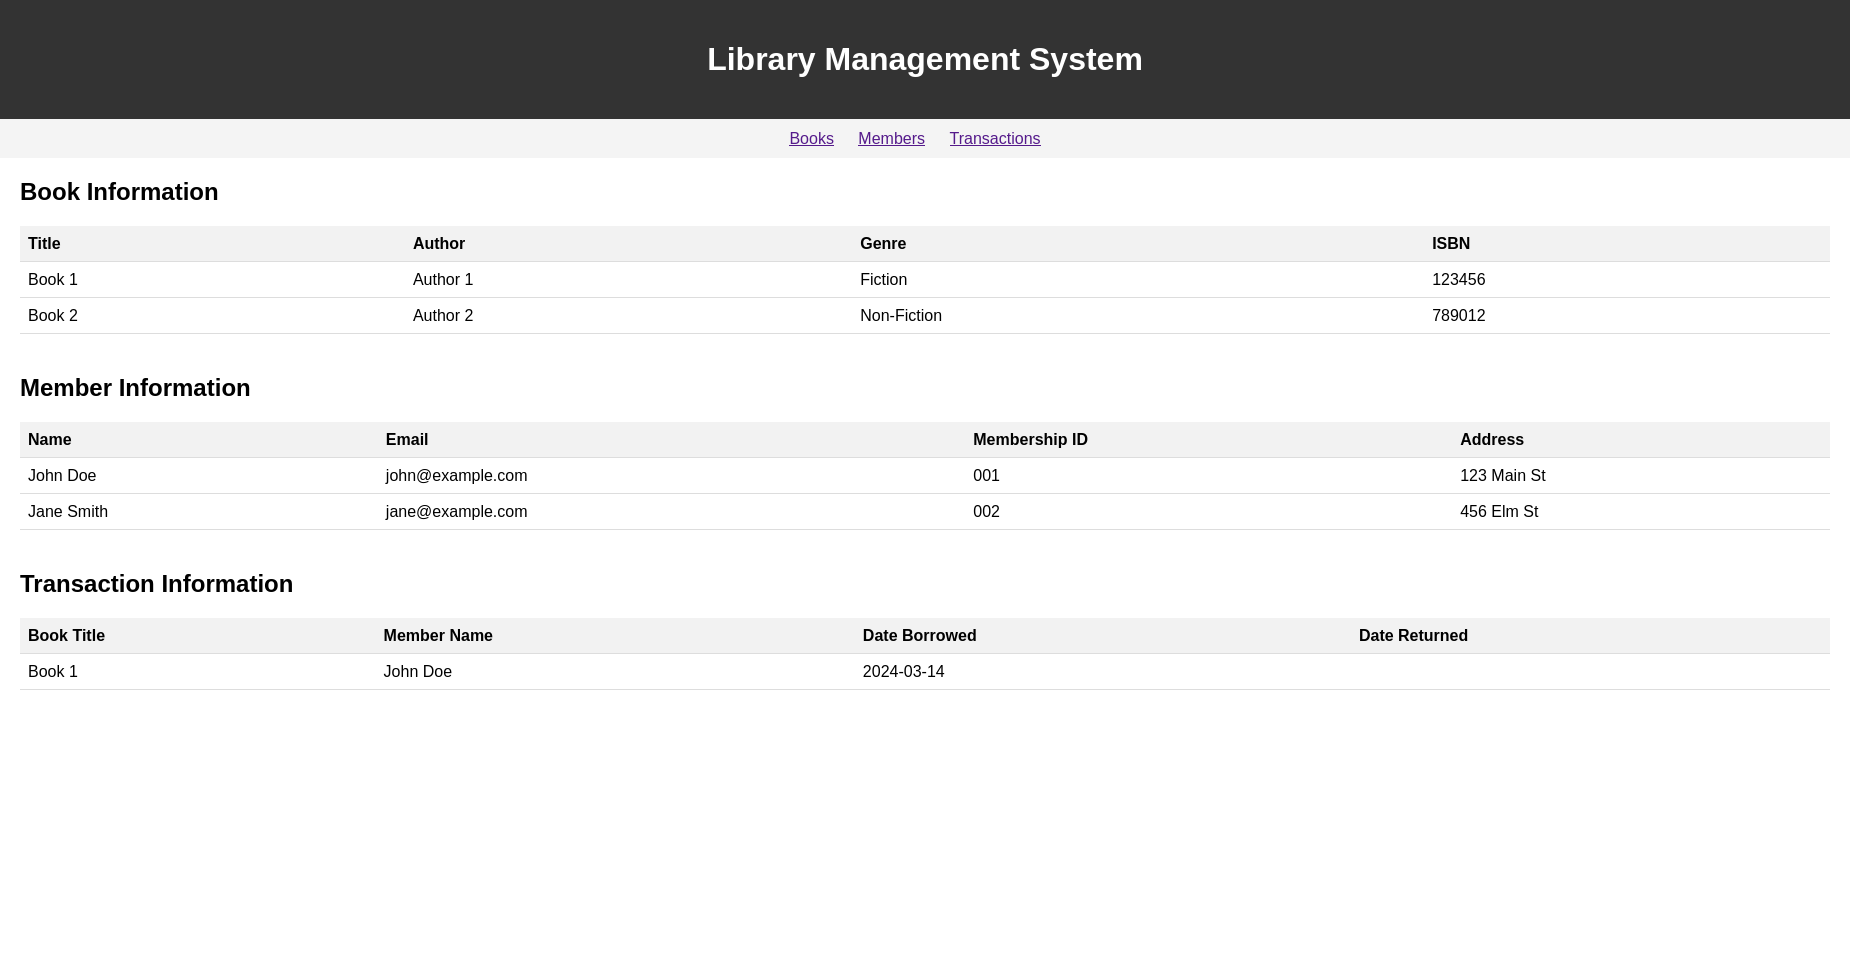 Library Management System
Books Members Transactions
Book Information
Title Author Genre ISBN
Book 1 Author 1 Fiction 123456
Book 2 Author 2 Non-Fiction 789012
Member Information
Name Email Membership ID Address
John Doe john@example.com 001 123 Main St
Jane Smith jane@example.com 002 456 Elm St
Transaction Information
Book Title Member Name Date Borrowed Date Returned
Book 1 John Doe 2024-03-14